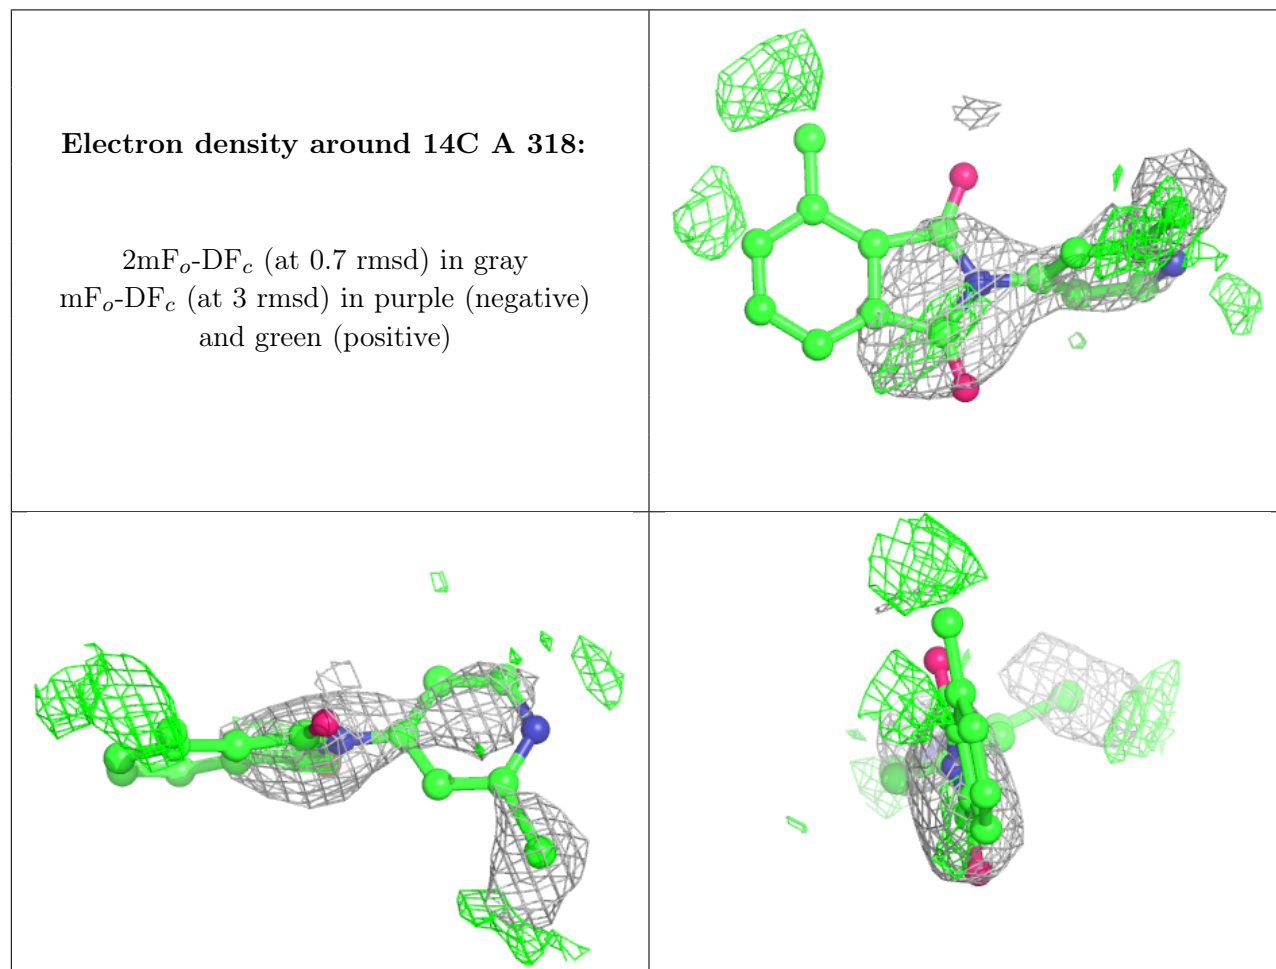 Electron density around 14C A 318:
2mFo-DFc (at 0.7 rmsd) in gray
mFo-DFc (at 3 rmsd) in purple (negative)
and green (positive)